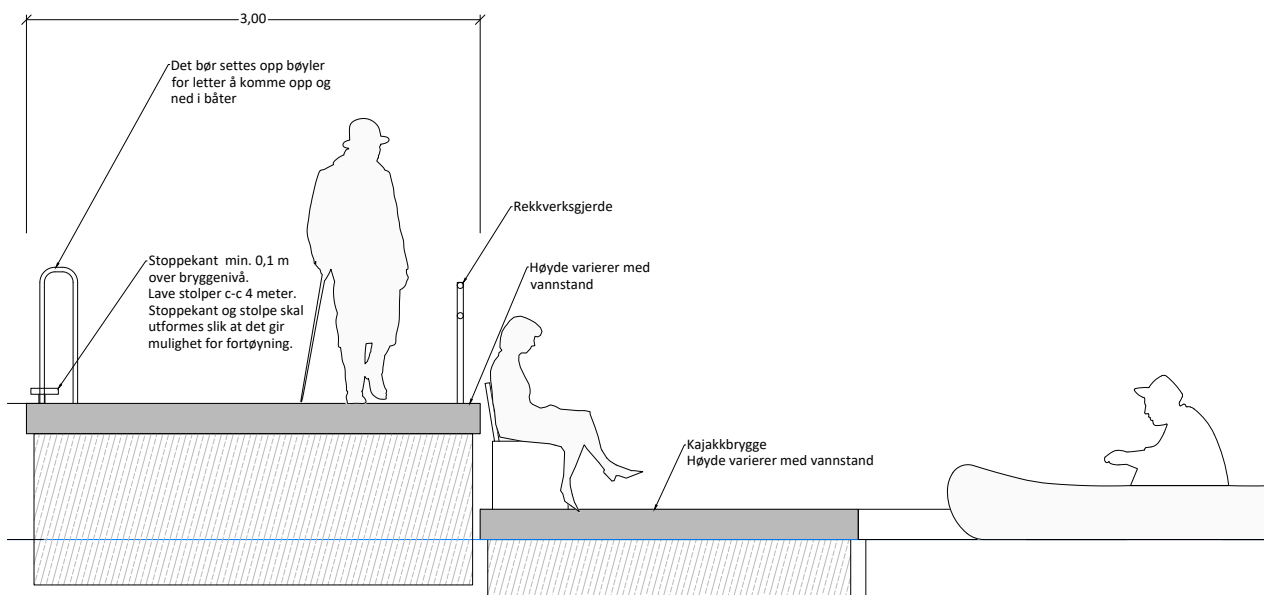 3,00
Det bør settes opp bøyler
for letter å komme opp og
ned i båter
Rekkverksgjerde
Stoppekant min. 0,1 m
over bryggenivå.
Lave stolper c-c 4 meter.
Stoppekant og stolpe skal
utformes slik at det gir
mulighet for fortøyning.
Høyde varierer med
vannstand
Kajakkbrygge
Høyde varierer med vannstand